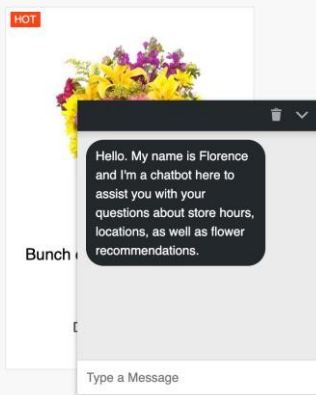 HOT
Hello. My name is Florence
and I'm a chatbot here to
assist you with your
questions about store hours,
locations, as well as flower
recommendations.
Bunch
Type a Message